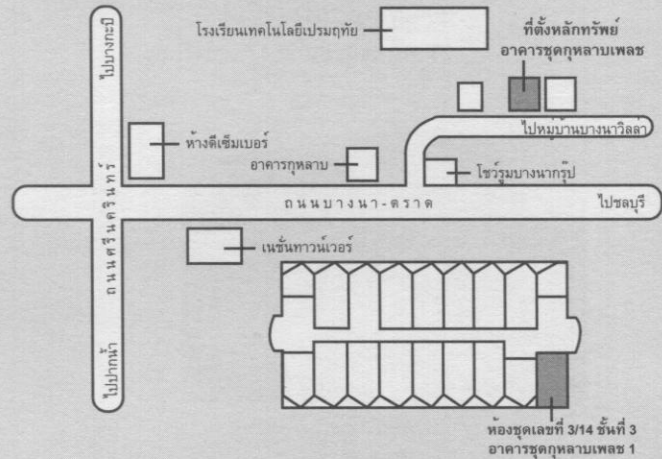 โรงเรียนเทคโนโลยีเปรมฤทัย
ที่ตั้งหลักทรัพย์
อาคารชุดกุหลาบเพลช
ไปบางกะปิ
ห้างดีเซ็มเบอร์
อาคารกุหลาบ
ไปหมู่บ้านบางนาวิลล่า
โชว์รูมบางนากรุ๊ป
ถนนศรีนครินทร์
ถนนบางนา-ตราด
ไปชลบุรี
เนชั่นทาวน์เวอร์
ไปปากน้ำ
ห้องชุดเลขที่ 3/14 ชั้นที่ 3
อาคารชุดกุหลาบเพลช 1